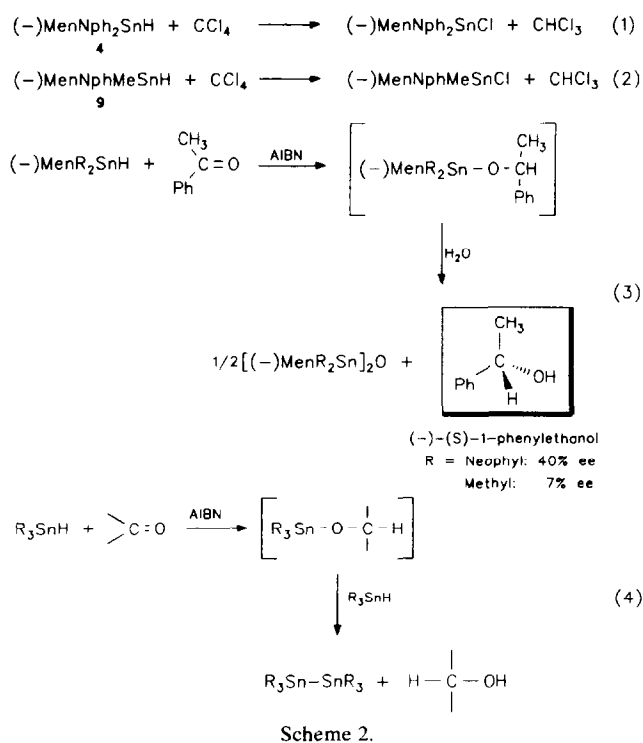 (-)MenNph₂SnH + CCl₄ ⟶ (-)MenNph₂SnCl + CHCl₃ (1)
4
(-)MenNphMeSnH + CCl₄ ⟶ (-)MenNphMeSnCl + CHCl₃ (2)
9
CH₃ CH₃
(-)MenR₂SnH + C=O AIBN ⟶ [(-)MenR₂Sn-O-CH]
Ph Ph
H₂O
(3)
CH₃
1/2[(-)MenR₂Sn]₂O + Ph C OH
H
(-)-(S)-1-phenylethanol
R = Neophyl: 40% ee
Methyl: 7% ee
R₃SnH + C=O AIBN ⟶ [R₃Sn-O-C-H]
R₃SnH
(4)
R₃Sn-SnR₃ + H-C-OH
Scheme 2.